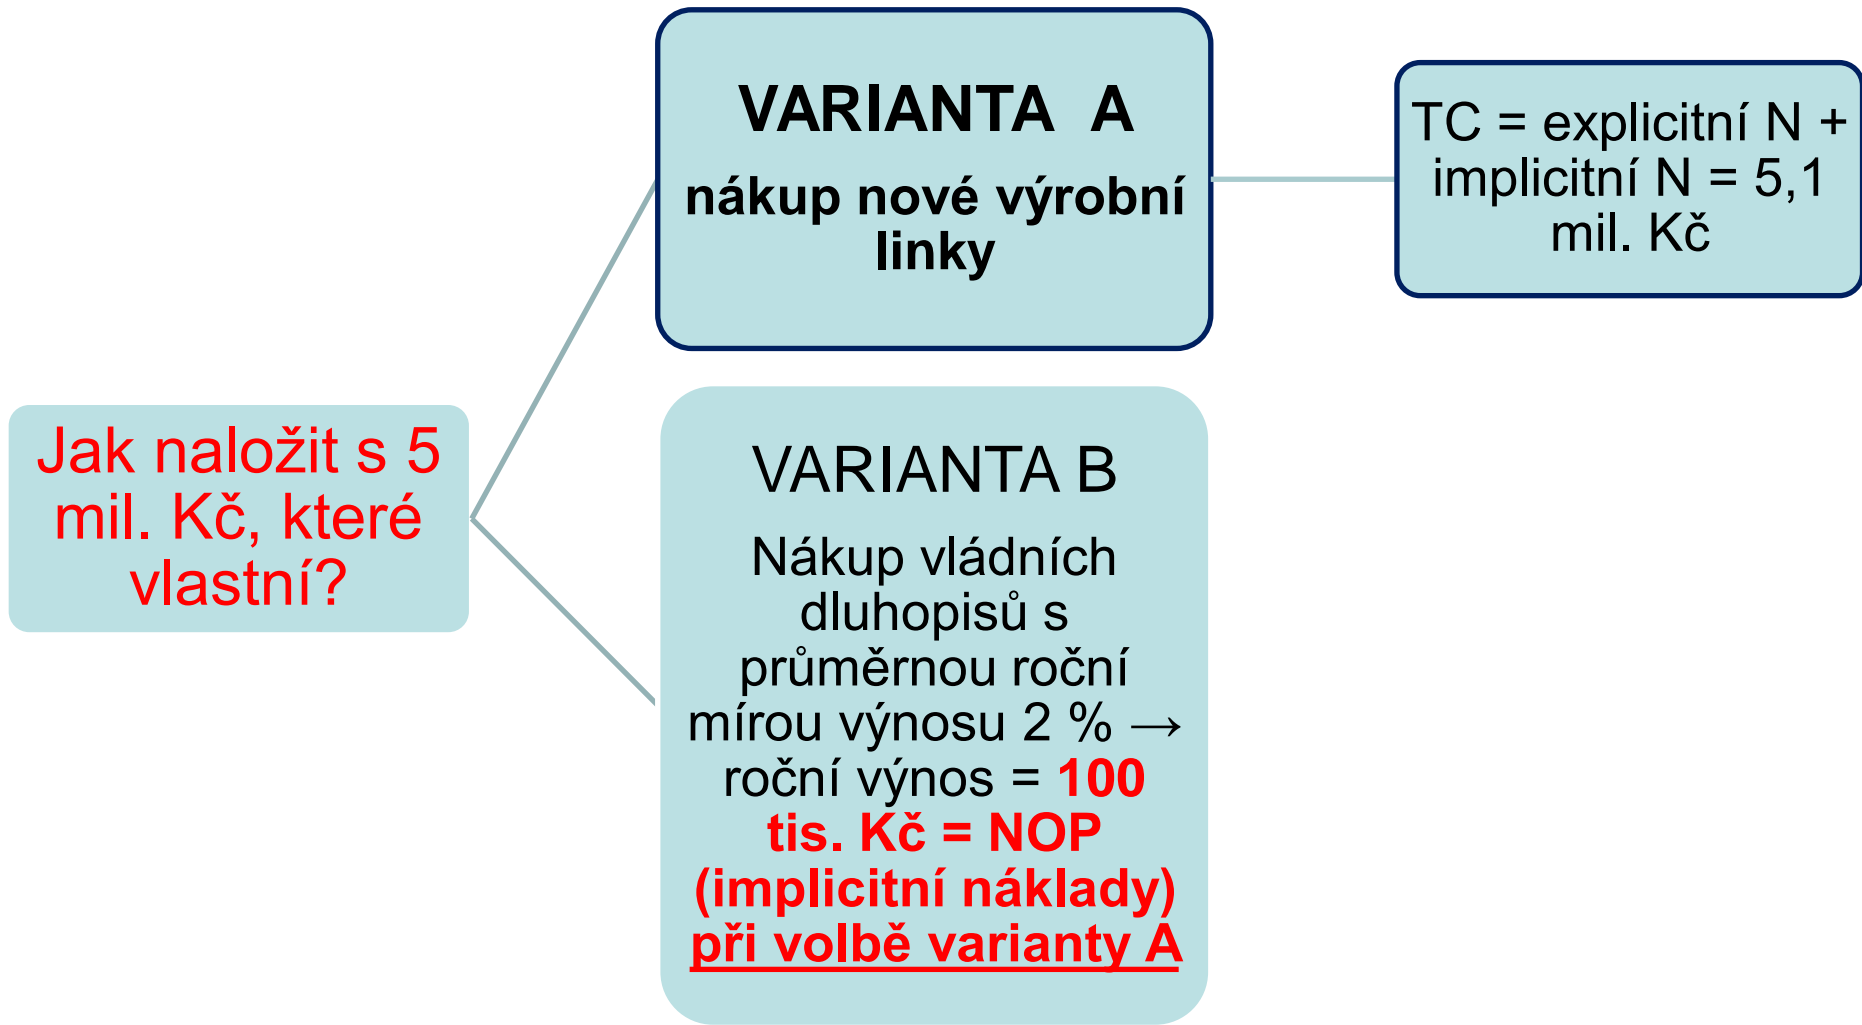 Jak naložit s 5
mil. Kč, které
vlastní?
VARIANTA A
nákup nové výrobní
linky
TC = explicitní N +
implicitní N = 5,1
mil. Kč
VARIANTA B
Nákup vládních
dluhopisů s
průměrnou roční
mírou výnosu 2 % →
roční výnos = 100
tis. Kč = NOP
(implicitní náklady)
při volbě varianty A